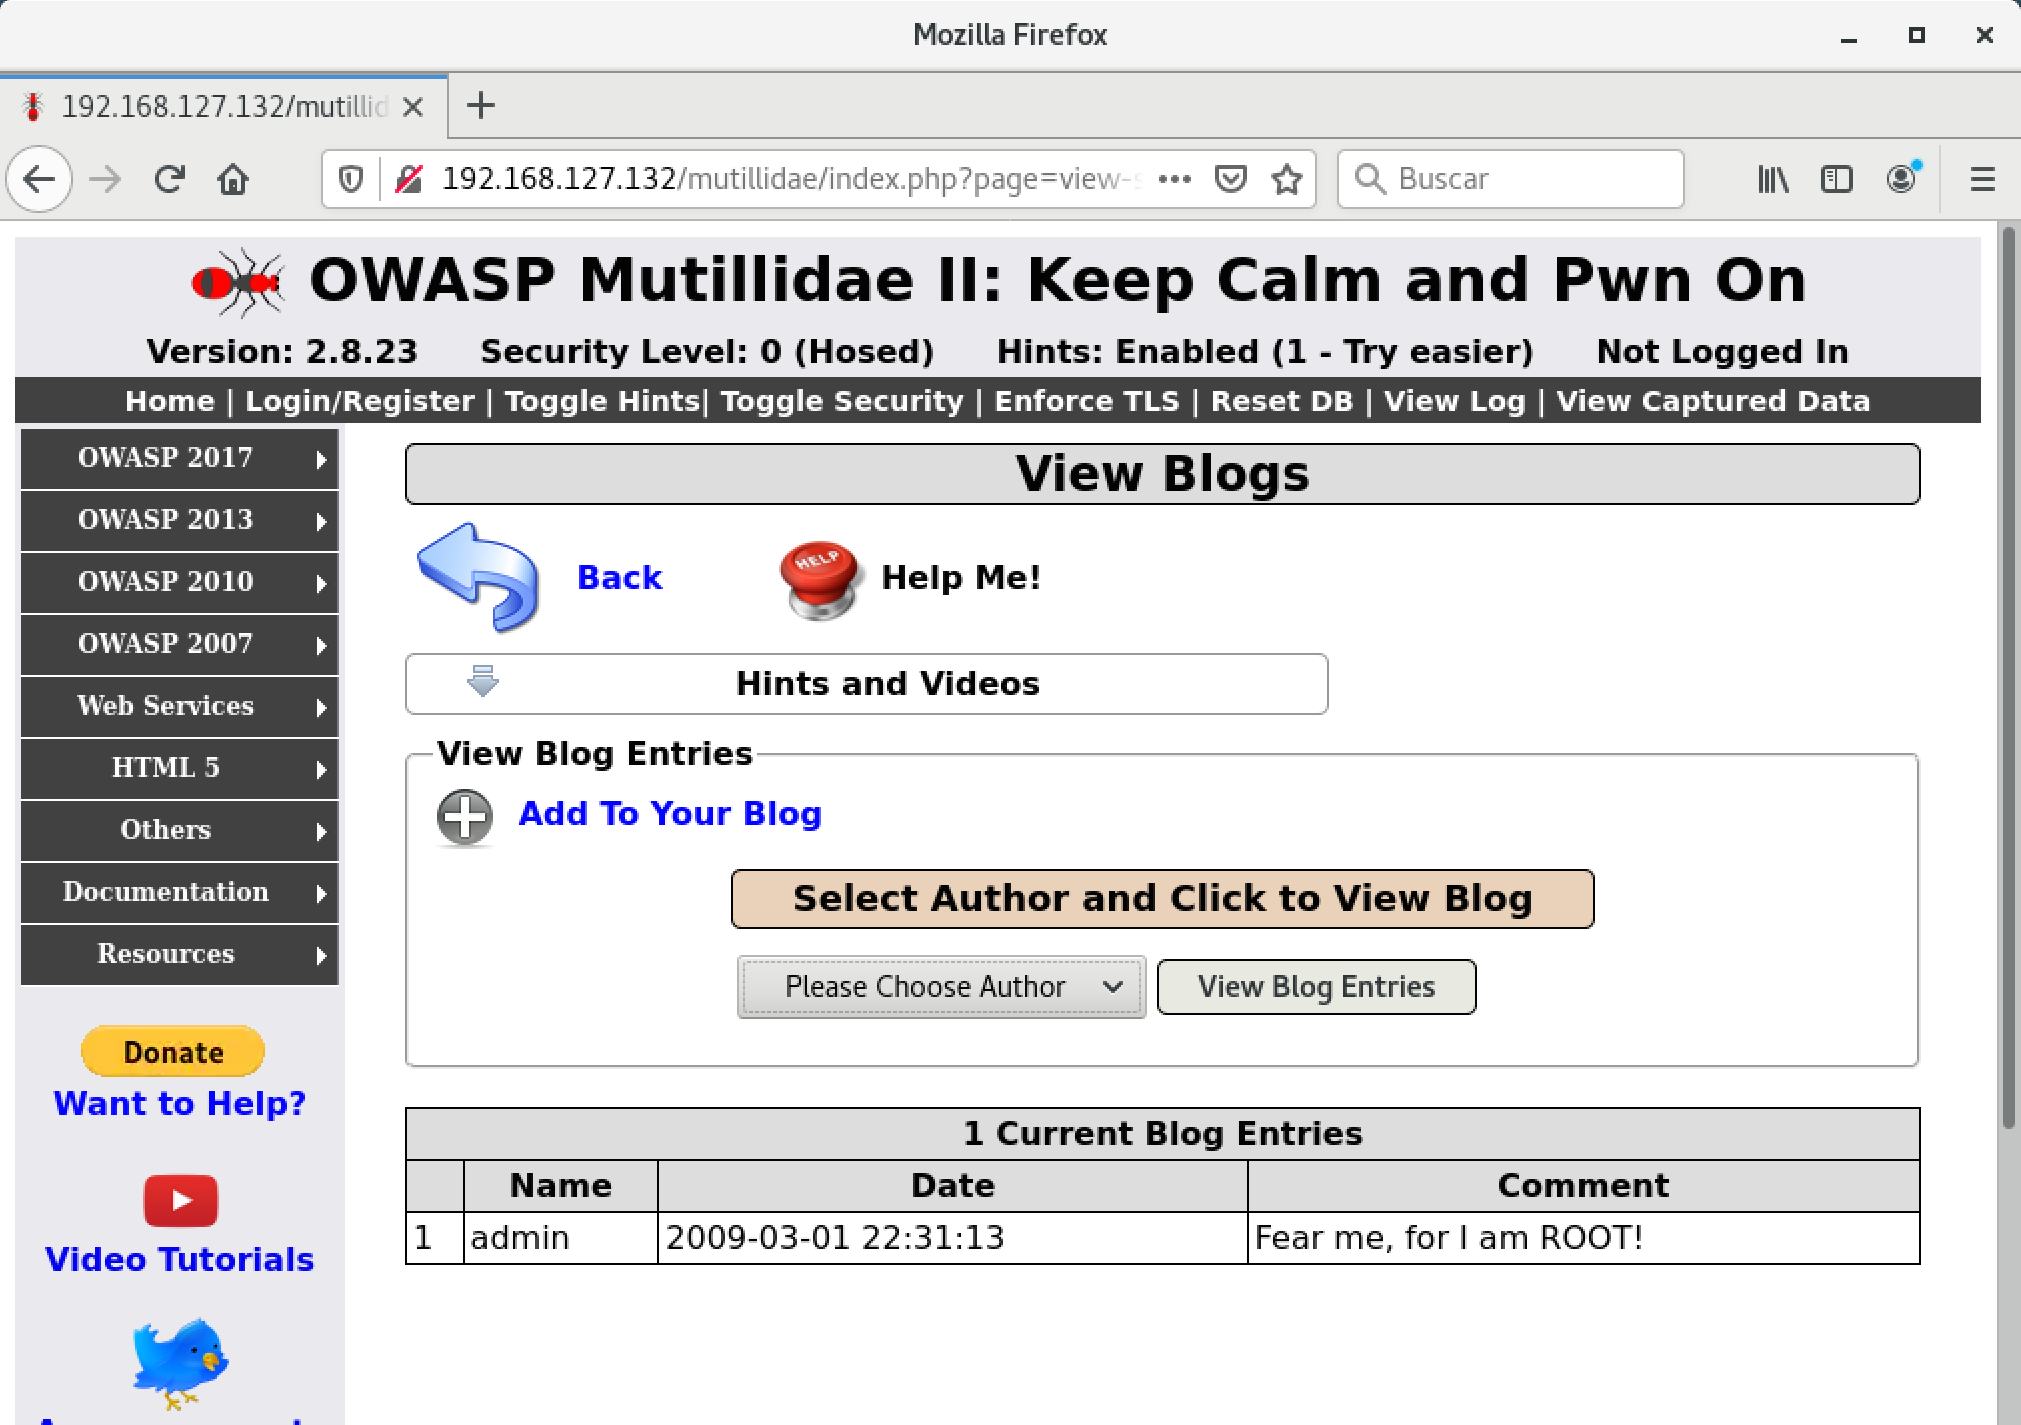 Mozilla Firefox
192.168.127.132/mutillid
192.168.127.132/mutillidae/index.php?page=view-s
Buscar
OWASP Mutillidae II: Keep Calm and Pwn On
Version: 2.8.23 Security Level: 0 (Hosed) Hints: Enabled (1 - Try easier) Not Logged In
Home | Login/Register | Toggle Hints| Toggle Security | Enforce TLS | Reset DB | View Log | View Captured Data
OWASP 2017
OWASP 2013
OWASP 2010
OWASP 2007
Web Services
HTML 5
Others
Documentation
Resources
Donate
Want to Help?
Video Tutorials
View Blogs
Back
HELP
Help Me!
Hints and Videos
View Blog Entries
Add To Your Blog
Select Author and Click to View Blog
Please Choose Author
View Blog Entries
1 Current Blog Entries
Name Date Comment
1 admin 2009-03-01 22:31:13 Fear me, for I am ROOT!